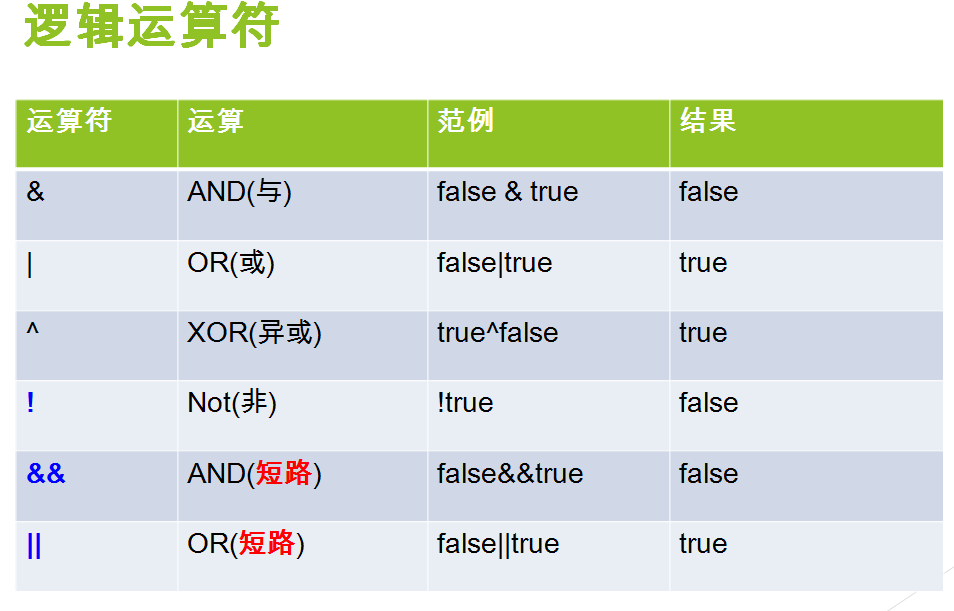 逻辑运算符
运算符 运算 范例 结果
& AND(与) false & true false
| OR(或) false|true true
^ XOR(异或) true^false true
! Not(非) !true false
&& AND(短路) false&&true false
|| OR(短路) false||true true